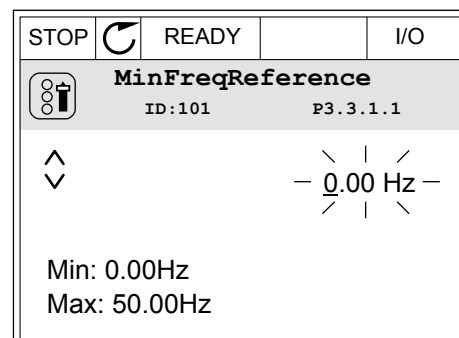 STOP READY I/O
MinFreqReference
ID:101 P3.3.1.1
0.00 Hz
Min: 0.00Hz
Max: 50.00Hz